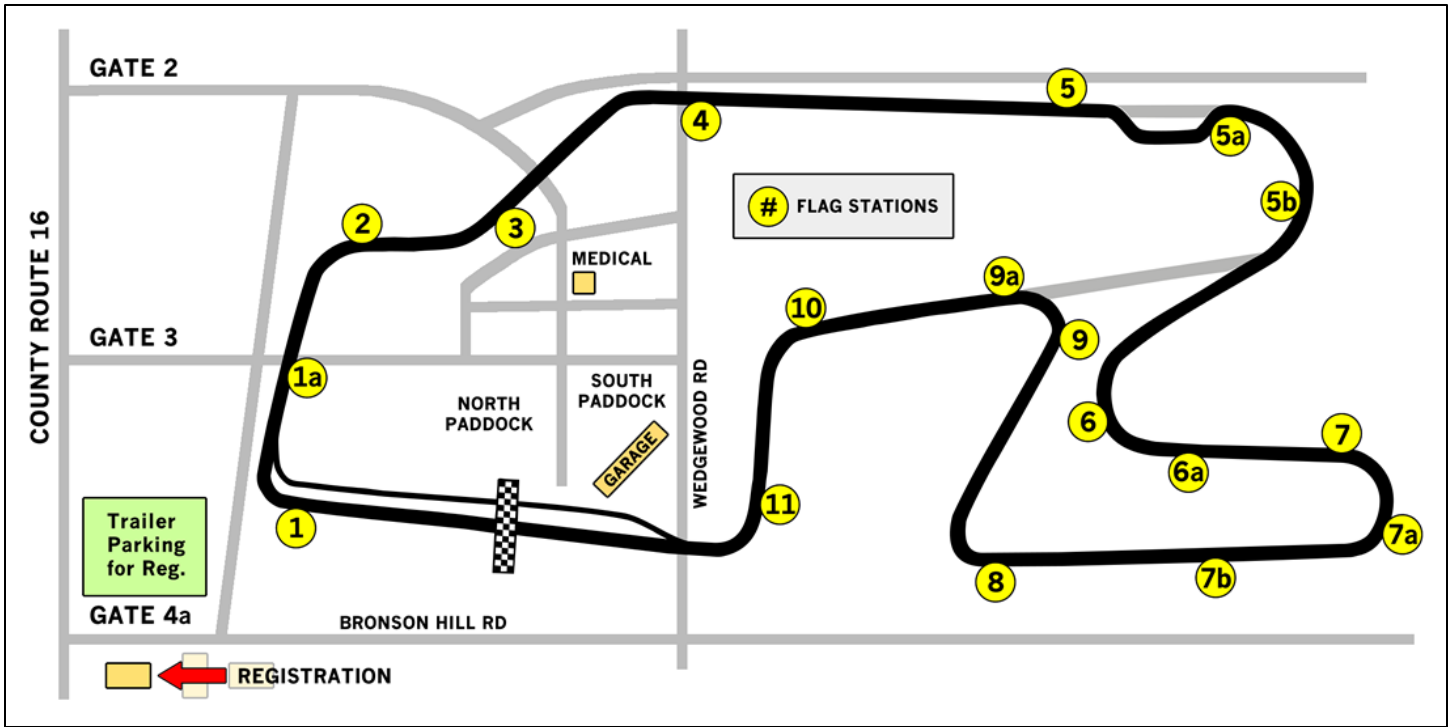 GATE 2
5
4
5a
2
5b
# FLAG STATIONS
3
COUNTY ROUTE 16
MEDICAL
9a
10
GATE 3
9
1a
SOUTH
PADDOCK
NORTH
PADDOCK
WEDGEWOOD RD
6
7
GARAGE
6a
11
Trailer
Parking
for Reg.
1
7a
8
7b
GATE 4a
BRONSON HILL RD
REGISTRATION